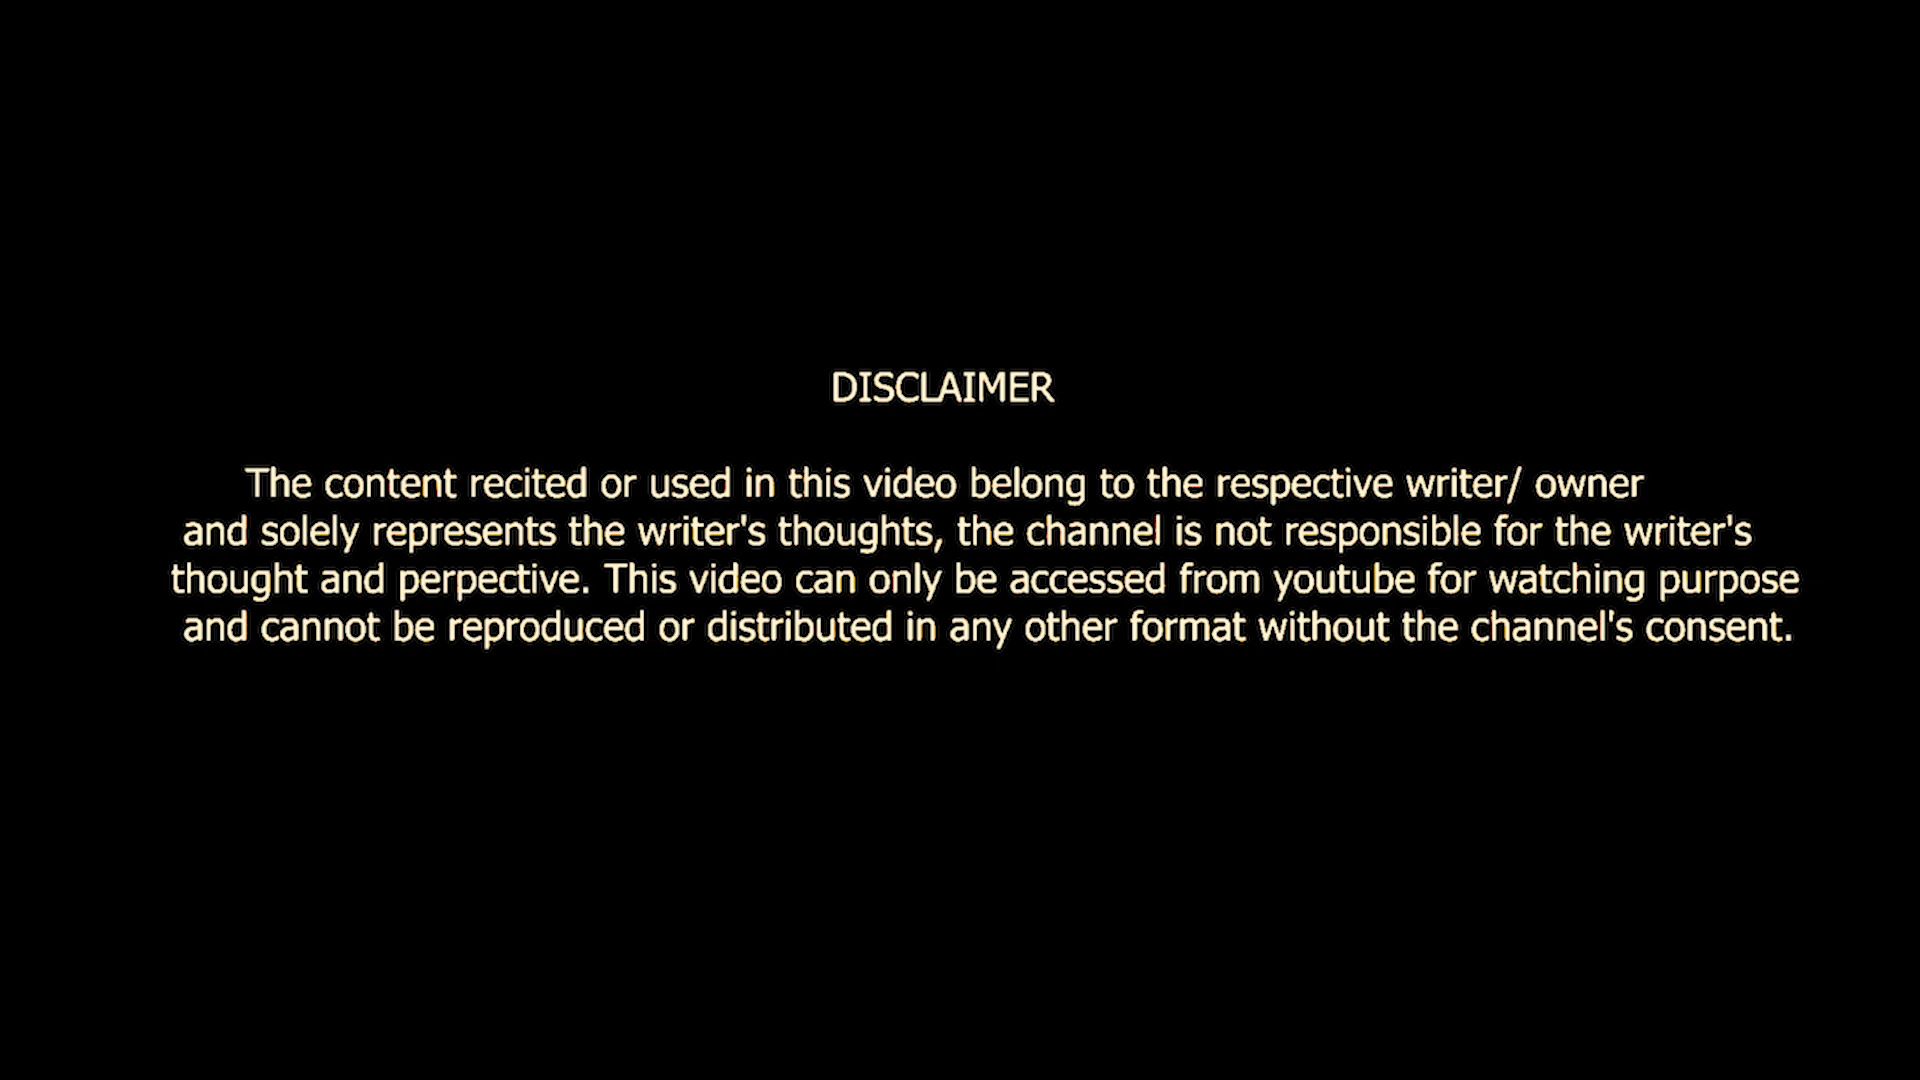 DISCLAIMER
The content recited or used in this video belong to the respective writer/ owner
and solely represents the writer's thoughts, the channel is not responsible for the writer's
thought and perpective. This video can only be accessed from youtube for watching purpose
and cannot be reproduced or distributed in any other format without the channel's consent.